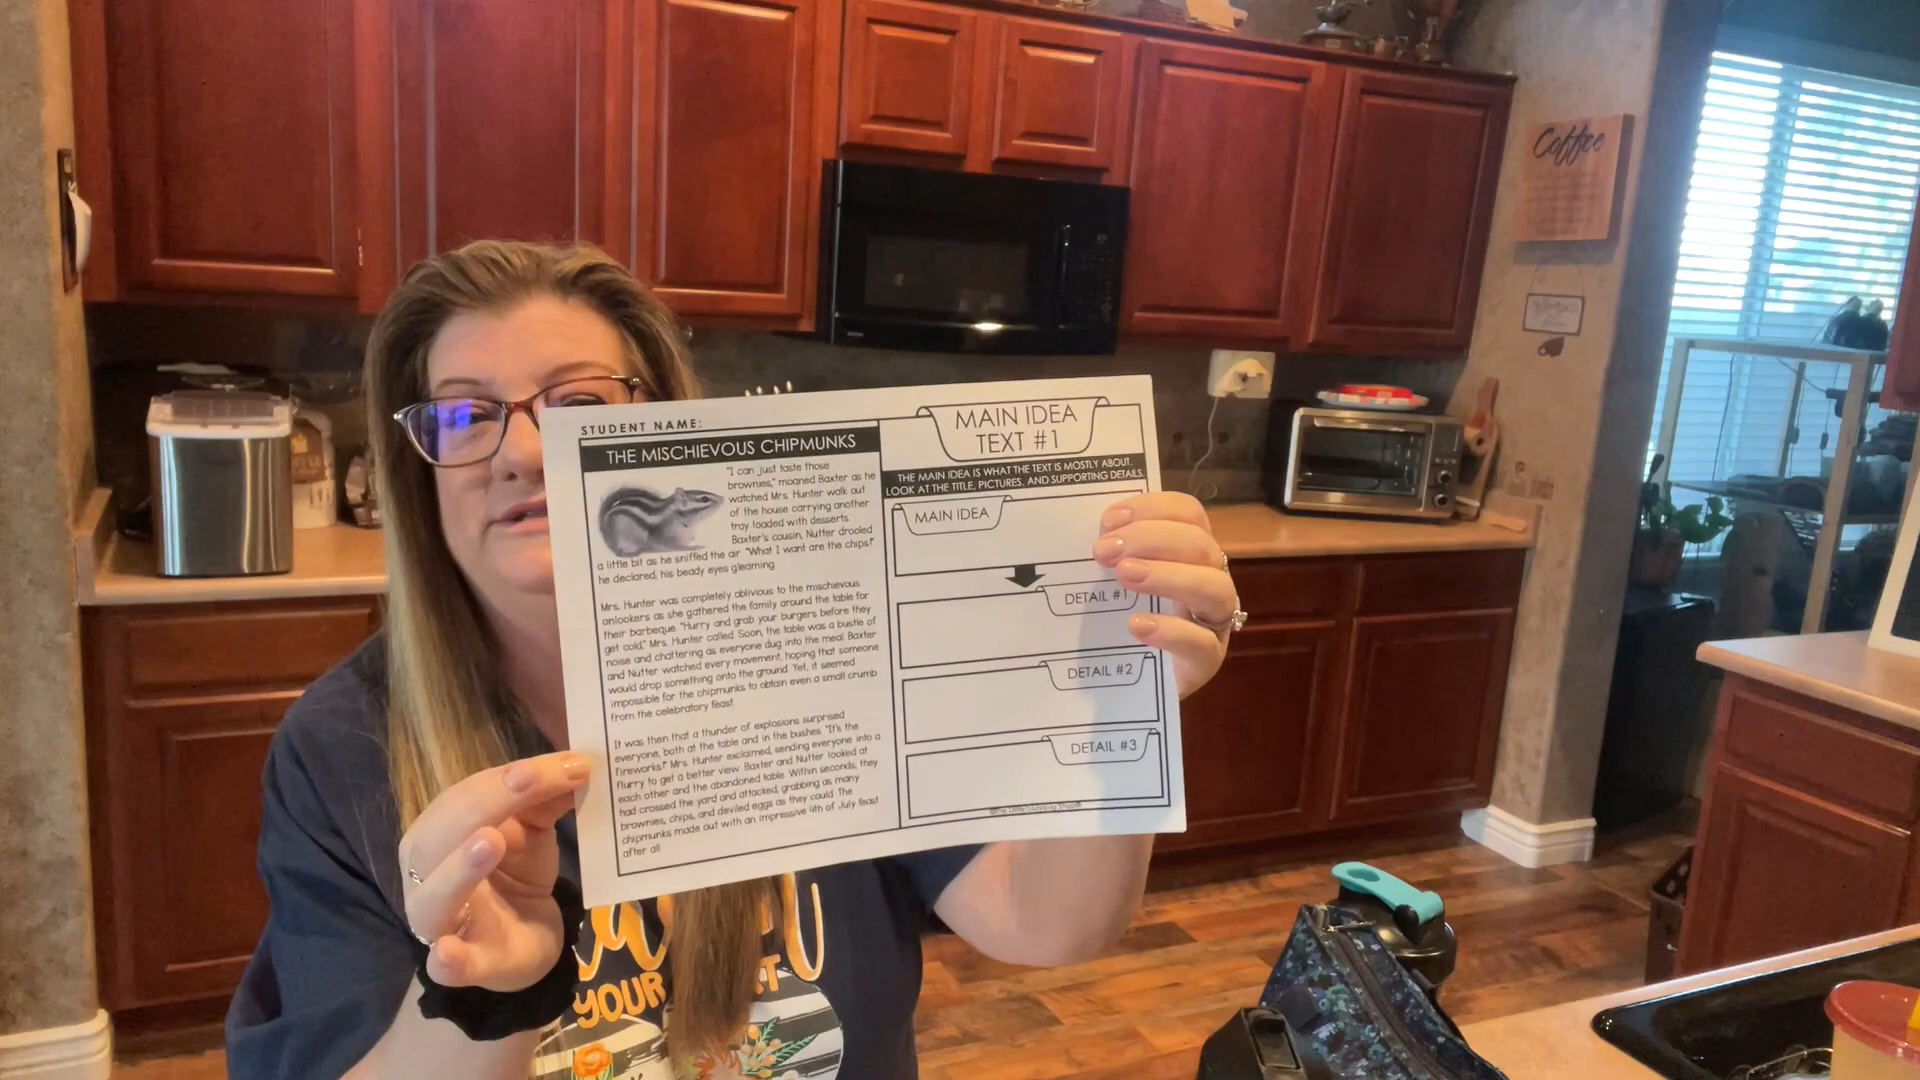 STUDENT NAME:
THE MISCHIEVOUS CHIPMUNKS
"I can just taste those
brownies," moaned Baxter as he
watched Mrs. Hunter walk out
of the house carrying another
tray loaded with desserts.
Baxter's cousin, Nutter drooled
a little bit as he sniffed the air. "What I want are the chips!"
he declared, his beady eyes gleaming.
Mrs. Hunter was completely oblivious to the mischievous
onlookers as she gathered the family around the table for
their barbeque. "Hurry and grab your burgers before they
get cold," Mrs. Hunter called. Soon, the table was a bustle of
noise and chattering as everyone dug into the meal. Baxter
and Nutter watched every movement, hoping that someone
would drop something onto the ground. Yet, it seemed
impossible for the chipmunks to obtain even a small crumb
from the celebratory feast.
It was then that a thunder of explosions surprised
everyone, both at the table and in the bushes. "It's the
fireworks!" Mrs. Hunter exclaimed, sending everyone into a
flurry to get a better view. Baxter and Nutter looked at
each other and the abandoned table. Within seconds, they
had crossed the yard and attacked, grabbing as many
brownies, chips, and deviled eggs as they could. The
chipmunks made out with an impressive 4th of July feast
after all.
MAIN IDEA
TEXT #1
THE MAIN IDEA IS WHAT THE TEXT IS MOSTLY ABOUT.
LOOK AT THE TITLE, PICTURES, AND SUPPORTING DETAILS.
MAIN IDEA
DETAIL #1
DETAIL #2
DETAIL #3
Coffee
YOUR